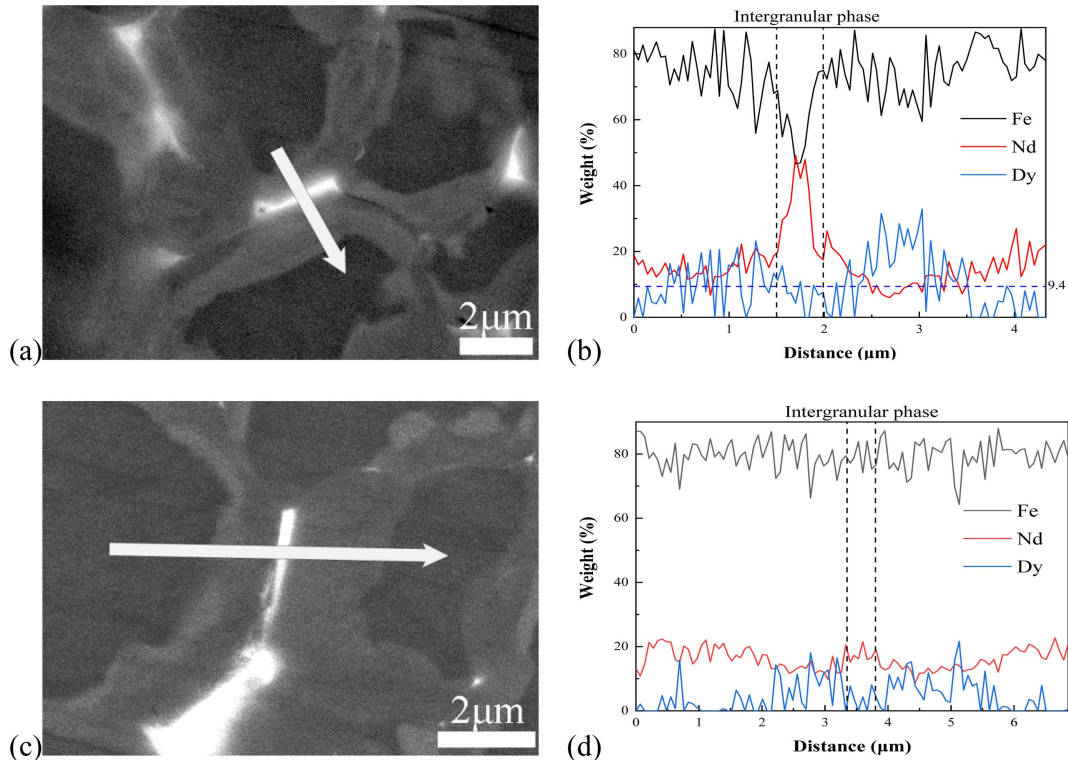 (a)
2μm
(b)
Intergranular phase
Weight (%)
80
60
40
20
0
Fe
Nd
Dy
9.4
0
1
2
3
4
Distance (μm)
(c)
2μm
(d)
Intergranular phase
Weight (%)
80
60
40
20
0
Fe
Nd
Dy
0
1
2
3
4
5
6
Distance (μm)